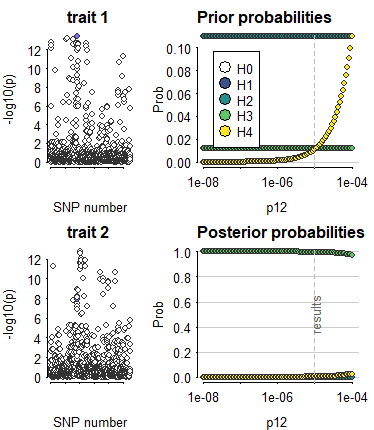 trait 1
-log10(p)
12
10
8
6
4
2
0
SNP number
Prior probabilities
Prob
0.10
0.08
0.06
0.04
0.02
0.00
H0
H1
H2
H3
H4
1e-08
1e-06
1e-04
p12
trait 2
-log10(p)
12
10
8
6
4
2
0
SNP number
Posterior probabilities
Prob
1.0
0.8
0.6
0.4
0.2
0.0
results
1e-08
1e-06
1e-04
p12